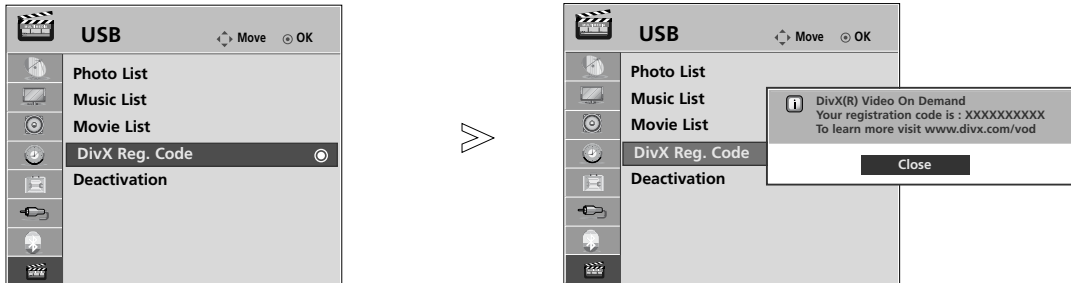 USB
Move
OK
Photo List
Music List
Movie List
DivX Reg. Code
Deactivation
USB
Move
OK
Photo List
Music List
Movie List
DivX Reg. Code
Deactivation
DivX(R) Video On Demand
Your registration code is : XXXXXXXXXX
To learn more visit www.divx.com/vod
Close